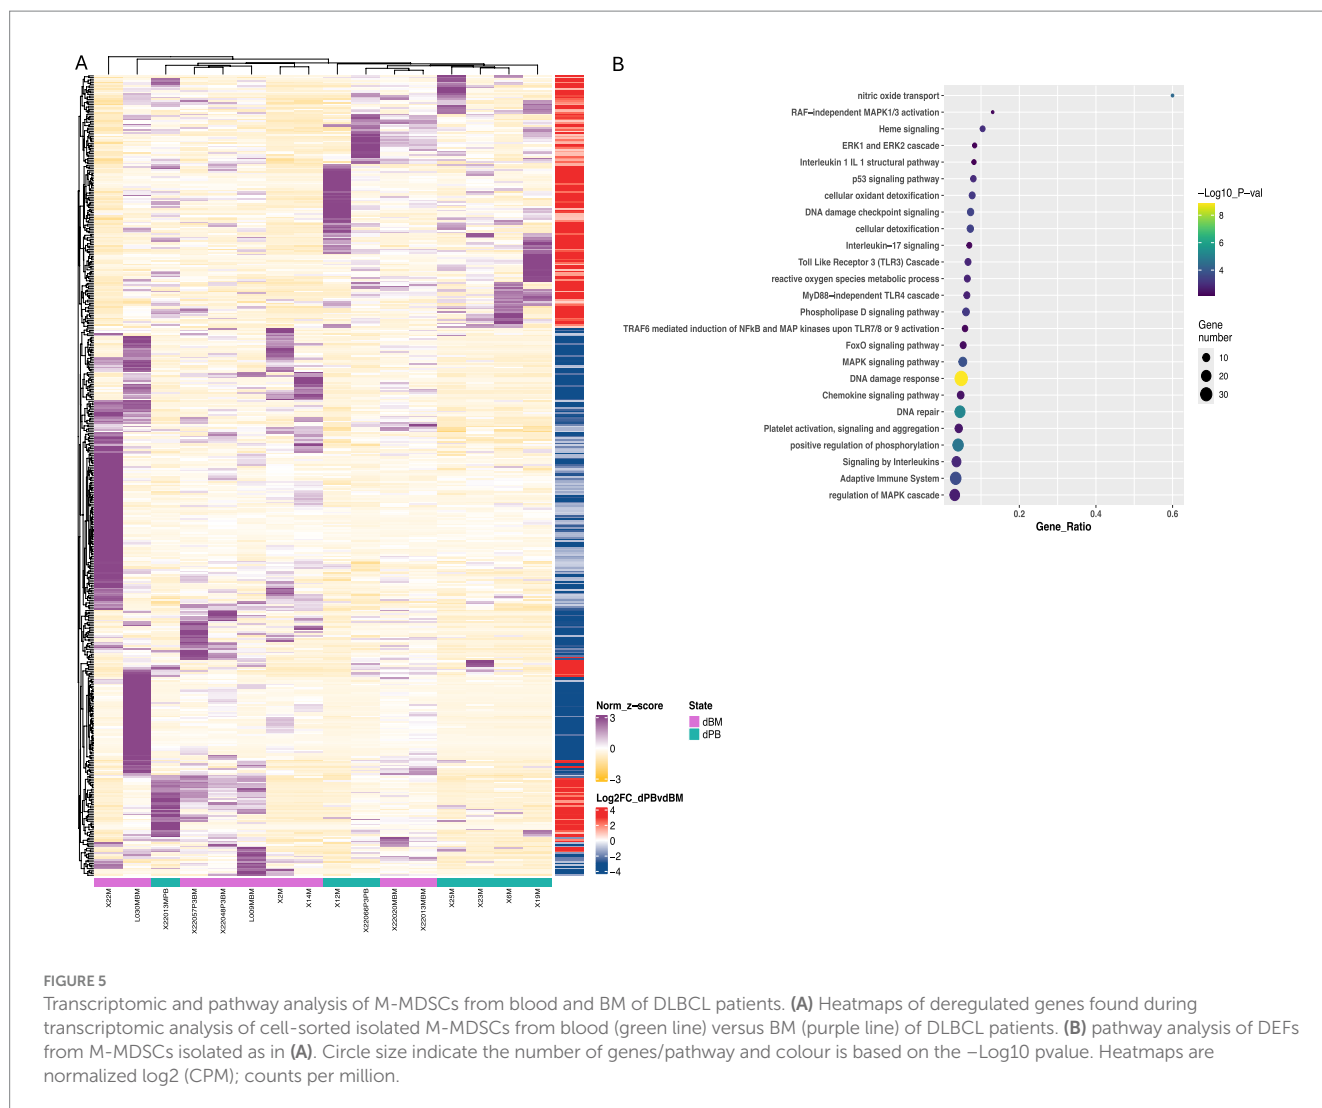 A
B
nitric oxide transport
RAF−independent MAPK1/3 activation
Heme signaling
ERK1 and ERK2 cascade
Interleukin 1 IL 1 structural pathway
p53 signaling pathway
cellular oxidant detoxification
DNA damage checkpoint signaling
cellular detoxification
Interleukin−17 signaling
Toll Like Receptor 3 (TLR3) Cascade
reactive oxygen species metabolic process
MyD88−independent TLR4 cascade
Phospholipase D signaling pathway
TRAF6 mediated induction of NFkB and MAP kinases upon TLR7/8 or 9 activation
FoxO signaling pathway
MAPK signaling pathway
DNA damage response
Chemokine signaling pathway
DNA repair
Platelet activation, signaling and aggregation
positive regulation of phosphorylation
Signaling by Interleukins
Adaptive Immune System
regulation of MAPK cascade
0.2 0.4 0.6
Gene_Ratio
−Log10_P−val
8
6
4
Gene
number
10
20
30
Norm_z−score
3
0
−3
State
dBM
dPB
Log2FC_dPBvdBM
4
2
0
−2
−4
X22M
L030MBM
X22013MPB
X22057P3BM
X22048P3BM
L009MBM
X2M
X14M
X12M
X22066P3PB
X22020MBM
X22013MBM
X25M
X23M
X6M
X19M
FIGURE 5
Transcriptomic and pathway analysis of M-MDSCs from blood and BM of DLBCL patients. (A) Heatmaps of deregulated genes found during
transcriptomic analysis of cell-sorted isolated M-MDSCs from blood (green line) versus BM (purple line) of DLBCL patients. (B) pathway analysis of DEFs
from M-MDSCs isolated as in (A). Circle size indicate the number of genes/pathway and colour is based on the −Log10 pvalue. Heatmaps are
normalized log2 (CPM); counts per million.